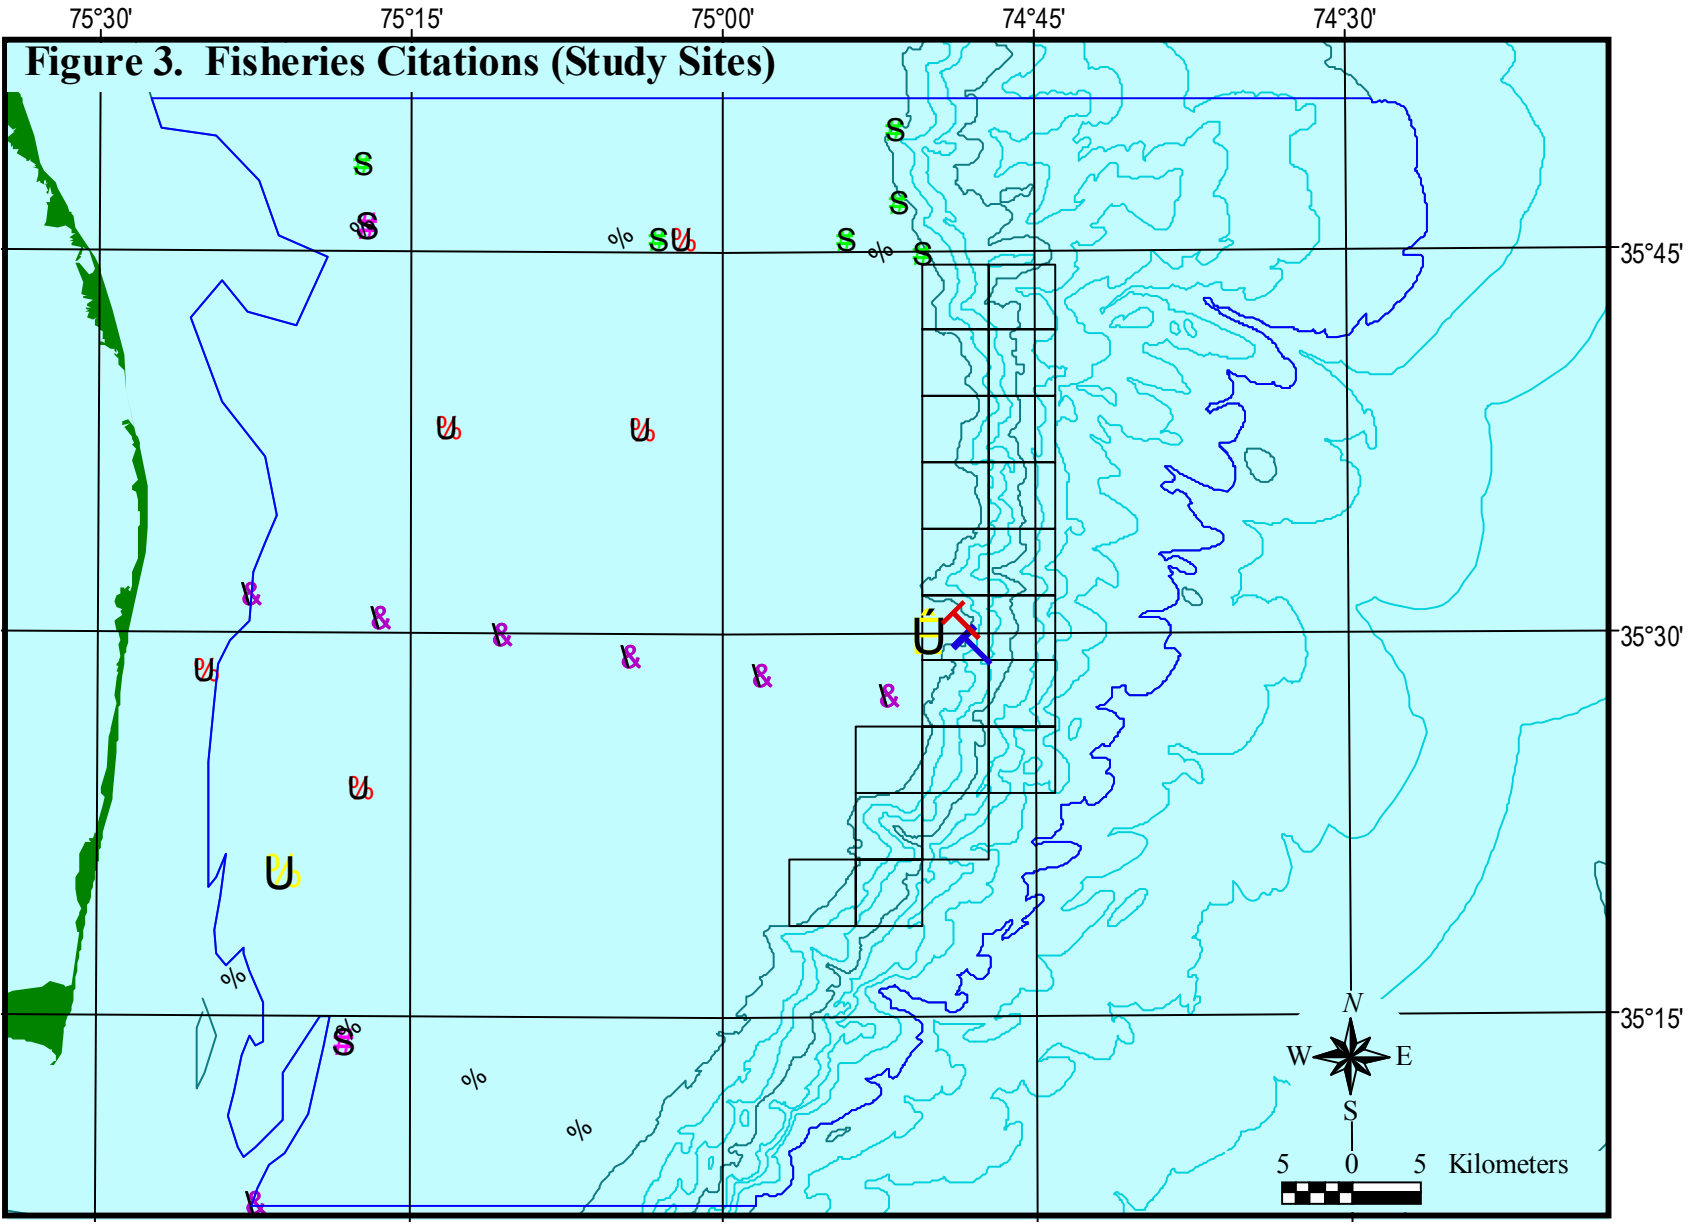 75°30' 75°15' 75°00' 74°45' 74°30'
Figure 3. Fisheries Citations (Study Sites)
S
S
S
S
%
% S U% S %
S
35°45'
U% U%
\&
\&
\& Ú 35°30'
\&
U% \&
\&
U%
U%
%
N
S % 35°15'
W E
%
S
%
5 0 5 Kilometers
\&